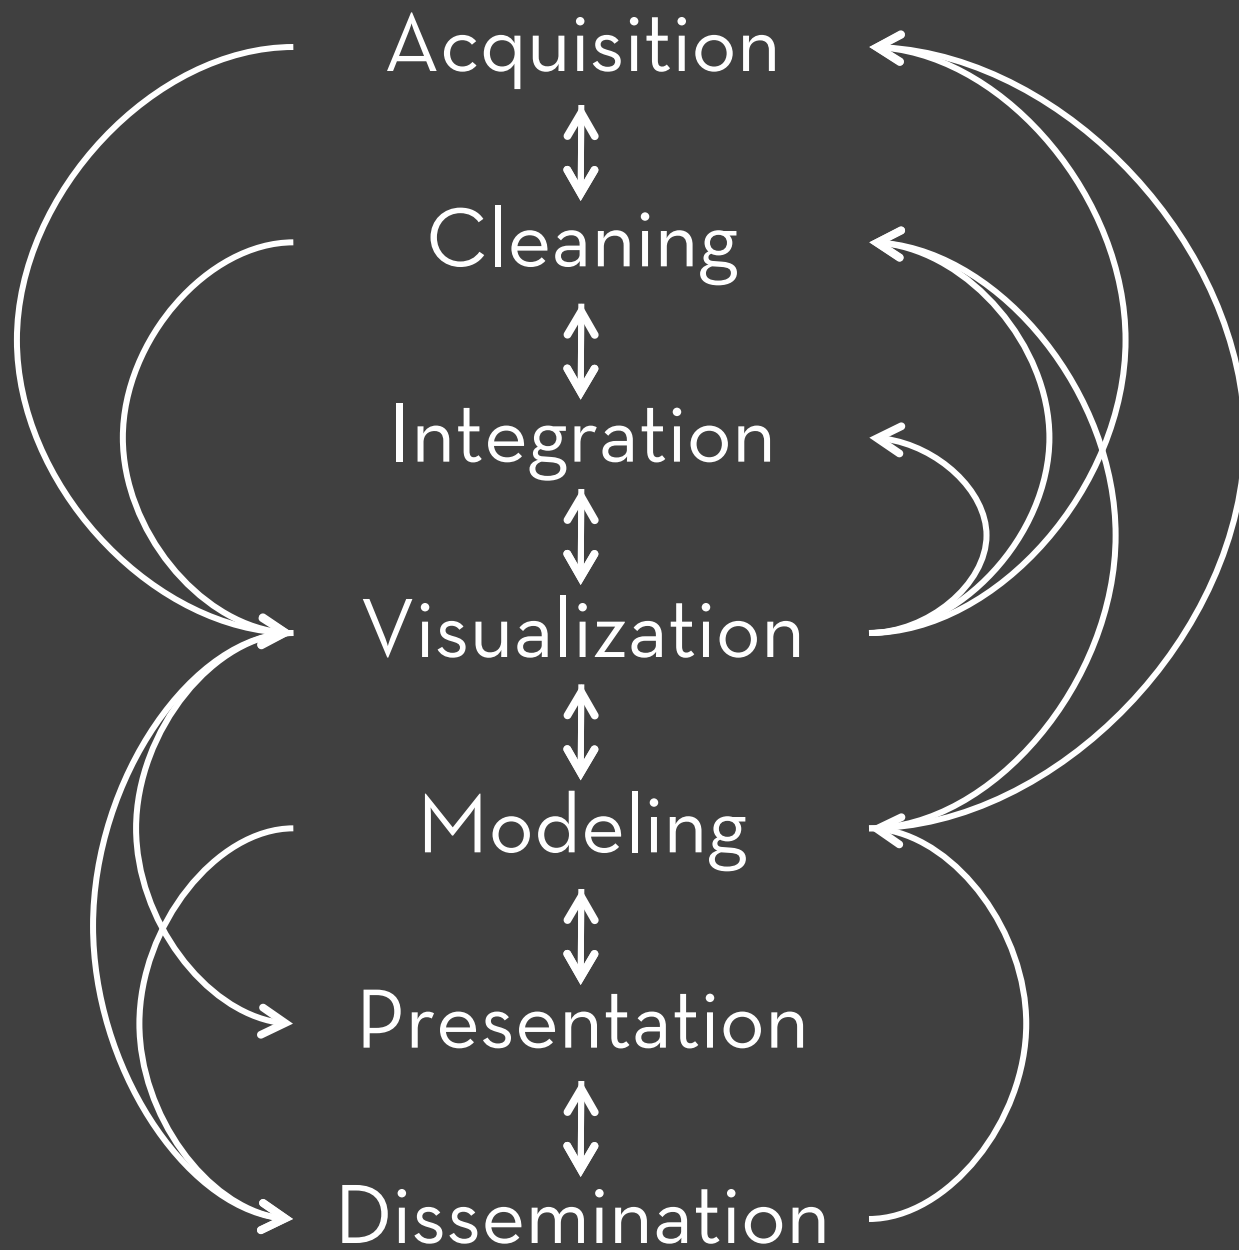 Acquisition
Cleaning
Integration
Visualization
Modeling
Presentation
Dissemination